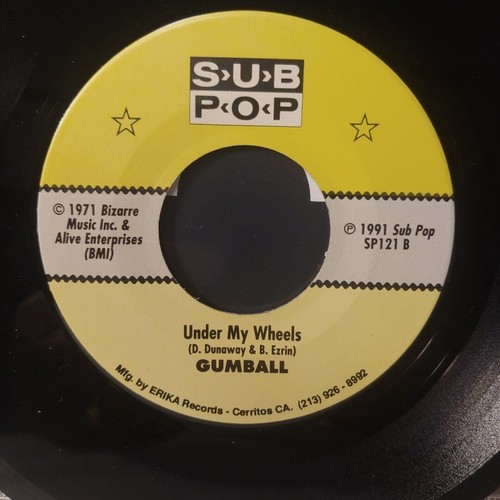 S›U›B
P‹O‹P
© 1971 Bizarre
Music Inc. &
Alive Enterprises
(BMI)
℗ 1991 Sub Pop
SP121 B
Under My Wheels
(D. Dunaway & B. Ezrin)
GUMBALL
Mfg. by ERIKA Records - Cerritos CA. (213) 926 - 8992